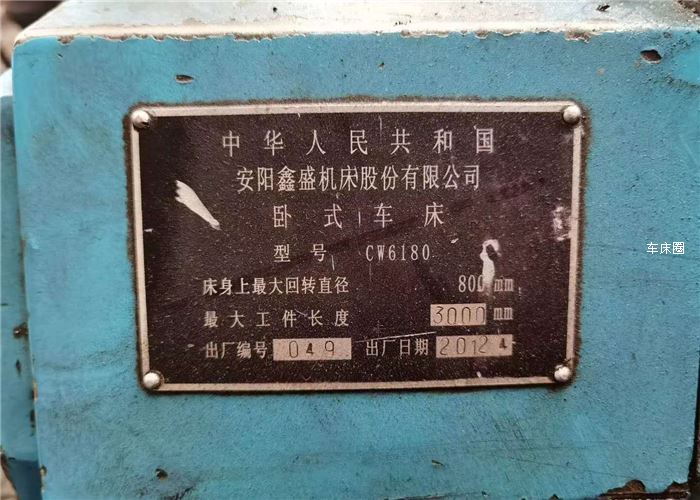 中华人民共和国
安阳鑫盛机床股份有限公司
卧式车床
型号 CW6180
床身上最大回转直径 800 mm
最大工件长度 3000 mm
出厂编号 049 出厂日期 2012 4
车床圈